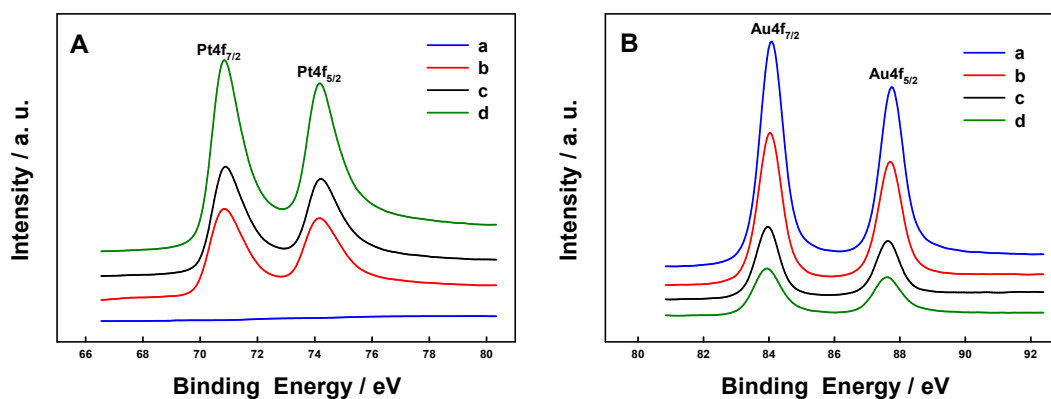 A
Pt4f7/2
Pt4f5/2
a
b
c
d
Intensity / a. u.
66 68 70 72 74 76 78 80
Binding Energy / eV
B
Au4f7/2
Au4f5/2
a
b
c
d
Intensity / a. u.
80 82 84 86 88 90 92
Binding Energy / eV